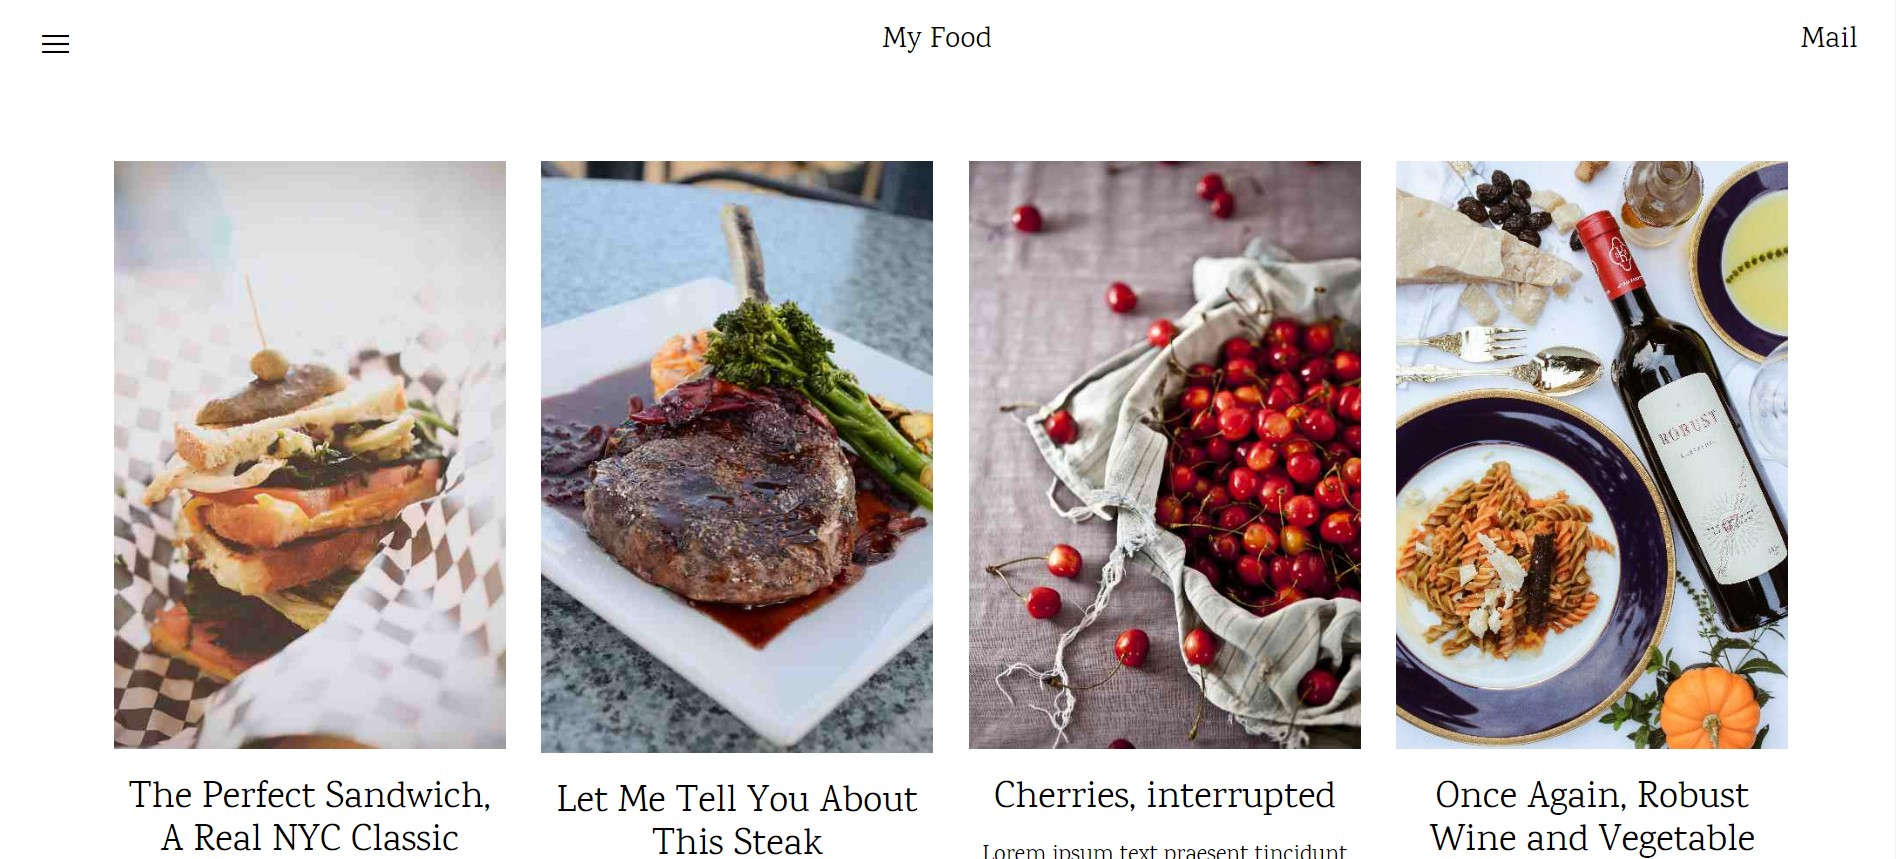 My Food
Mail
ROBUST
The Perfect Sandwich,
A Real NYC Classic
Let Me Tell You About
This Steak
Cherries, interrupted
Lorem ipsum text praesent tincidunt
Once Again, Robust
Wine and Vegetable